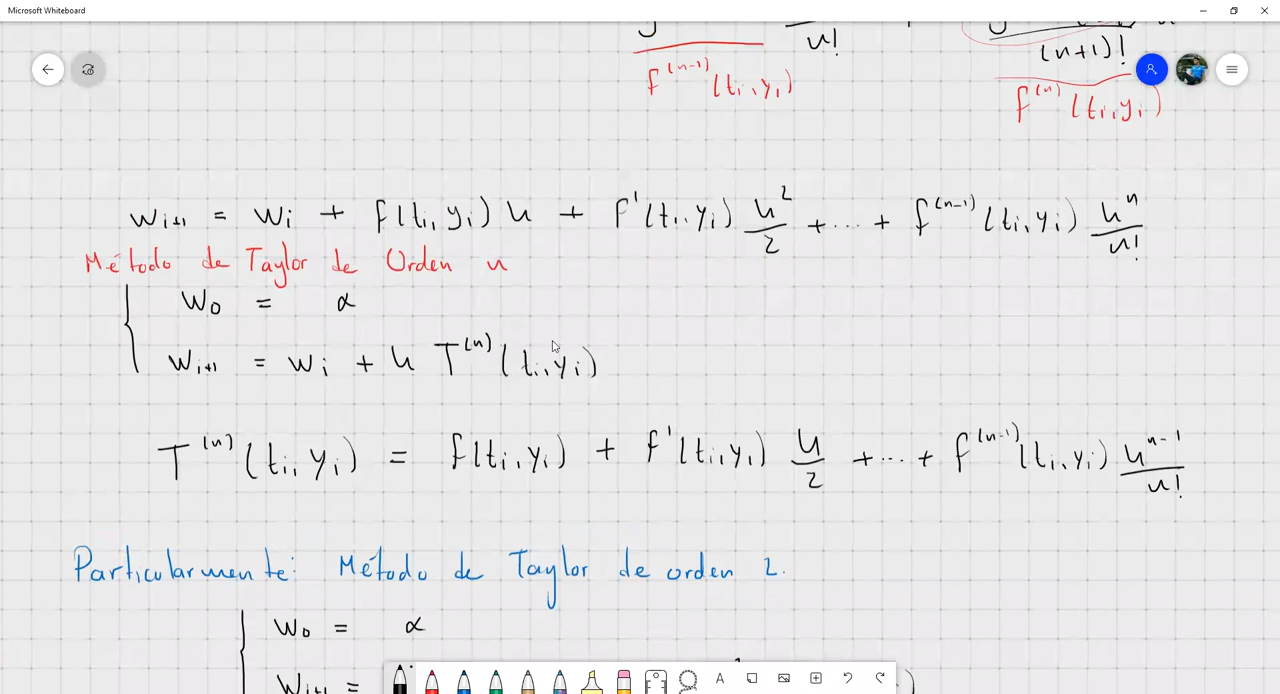 Microsoft Whiteboard
n! (n+1)!
f^(n-1)(ti,yi) f^(n)(ti,yi)
wi+1 = wi + f(ti,yi) h + f'(ti,yi) h^2/2 + ... + f^(n-1)(ti,yi) h^n/n!
Método de Taylor de Orden n
w0 = α
wi+1 = wi + h T^(n)(ti,yi)
T^(n)(ti,yi) = f(ti,yi) + f'(ti,yi) h/2 + ... + f^(n-1)(ti,yi) h^n-1/n!
Particularmente: Método de Taylor de orden 2.
w0 = α
wi+1 =